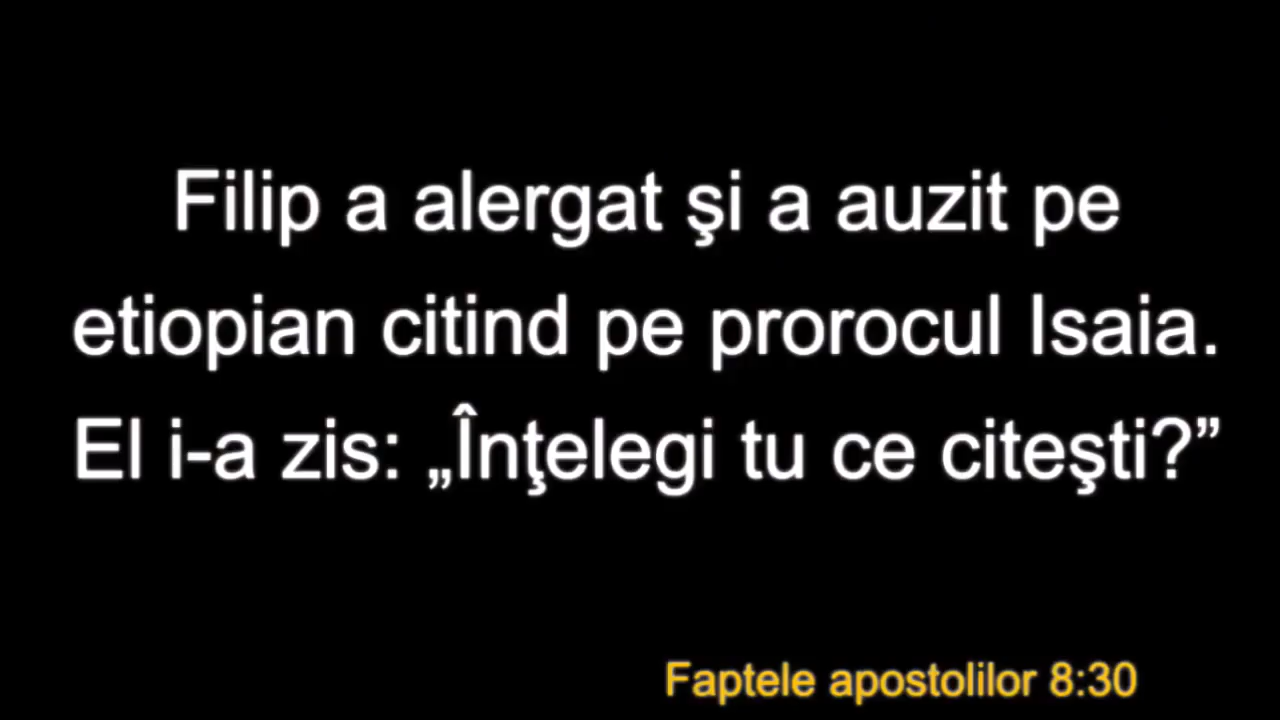 Filip a alergat şi a auzit pe
etiopian citind pe prorocul Isaia.
El i-a zis: „Înţelegi tu ce citeşti?”
Faptele apostolilor 8:30